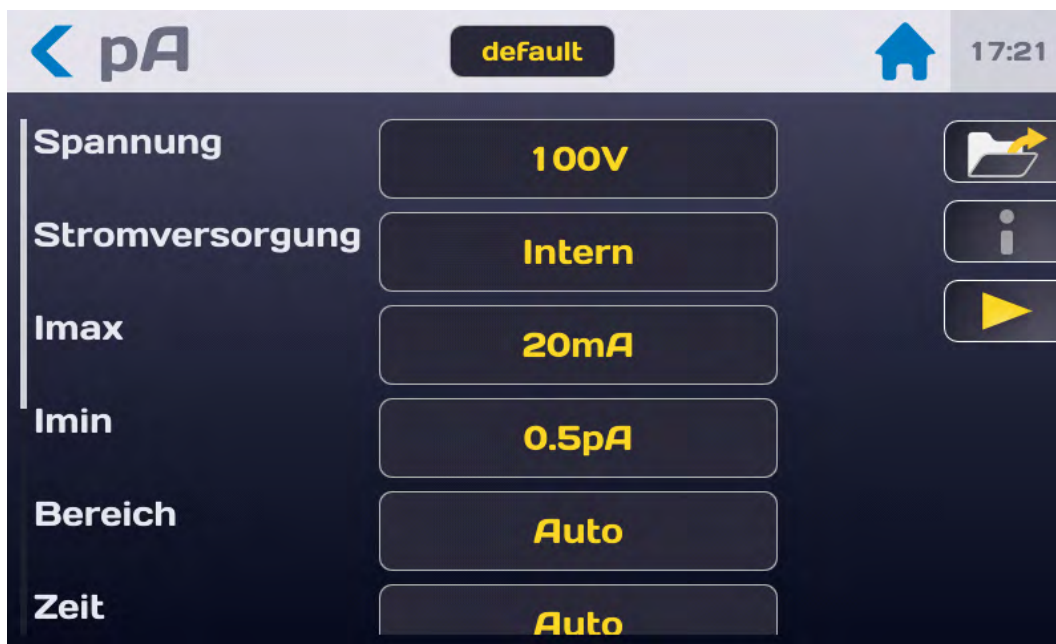 pA
default
17:21
Spannung
100V
Stromversorgung
Intern
Imax
20mA
Imin
0.5pA
Bereich
Auto
Zeit
Auto